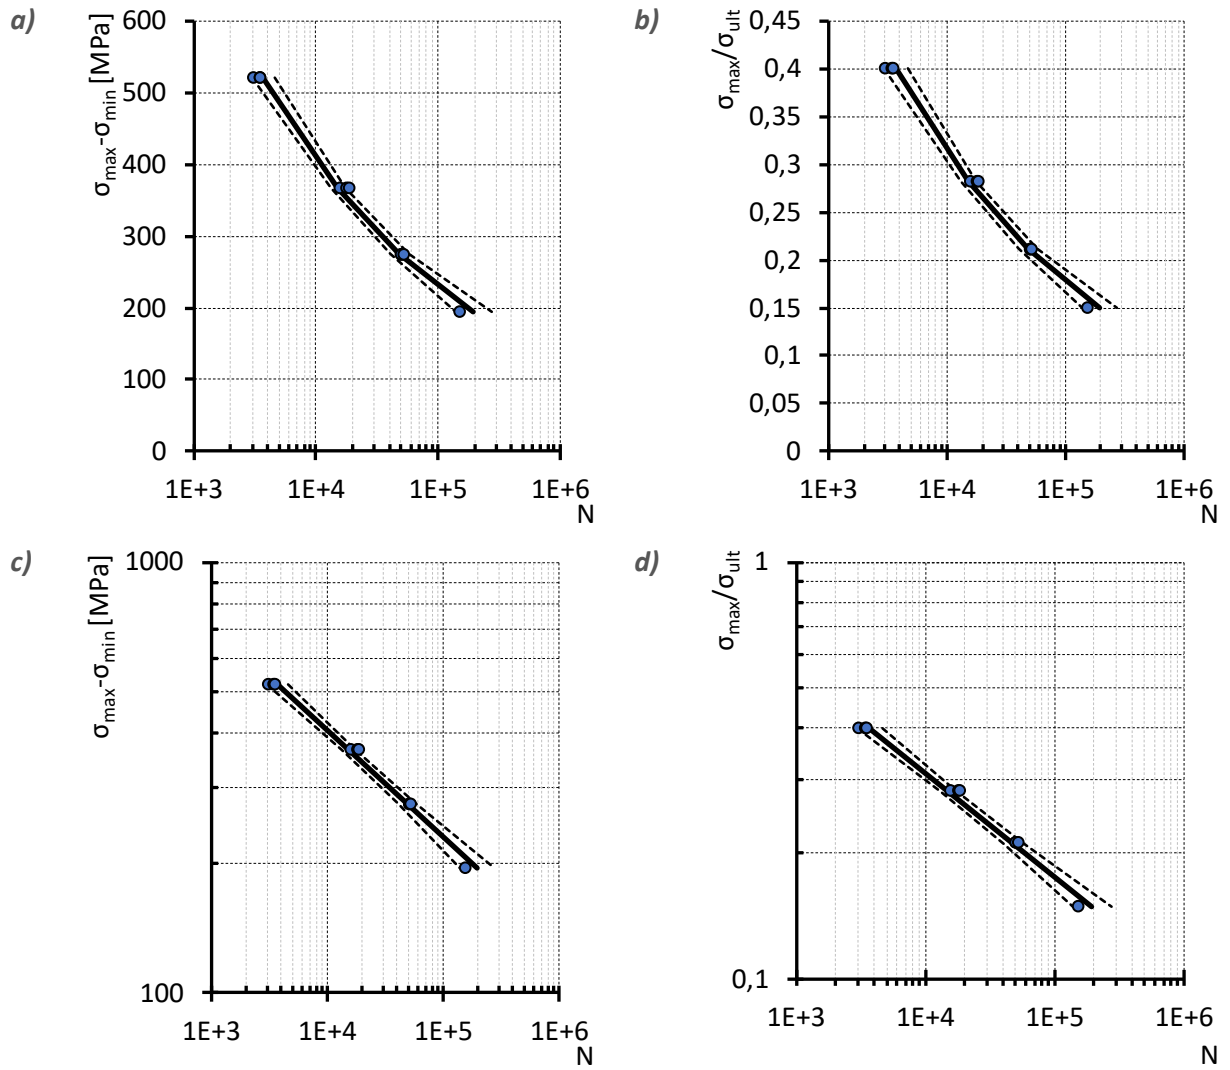 a)
σmax-σmin [MPa]
600
500
400
300
200
100
0
1E+3 1E+4 1E+5 1E+6
N
b)
σmax/σult
0,45
0,4
0,35
0,3
0,25
0,2
0,15
0,1
0,05
0
1E+3 1E+4 1E+5 1E+6
N
c)
σmax-σmin [MPa]
1000
100
1E+3 1E+4 1E+5 1E+6
N
d)
σmax/σult
1
0,1
1E+3 1E+4 1E+5 1E+6
N